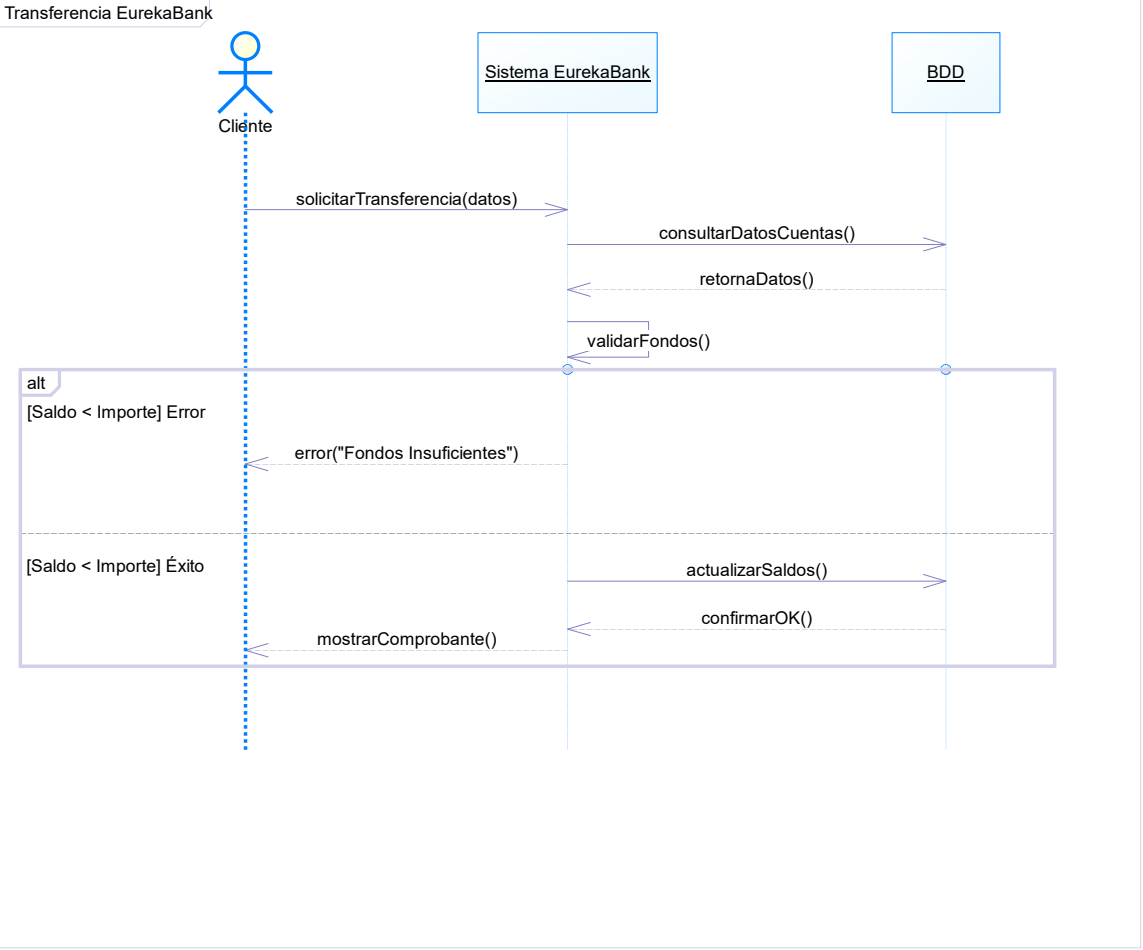 Transferencia EurekaBank
Sistema EurekaBank
BDD
Cliente
solicitarTransferencia(datos)
consultarDatosCuentas()
retornaDatos()
validarFondos()
alt
[Saldo < Importe] Error
error("Fondos Insuficientes")
[Saldo < Importe] Éxito
actualizarSaldos()
confirmarOK()
mostrarComprobante()